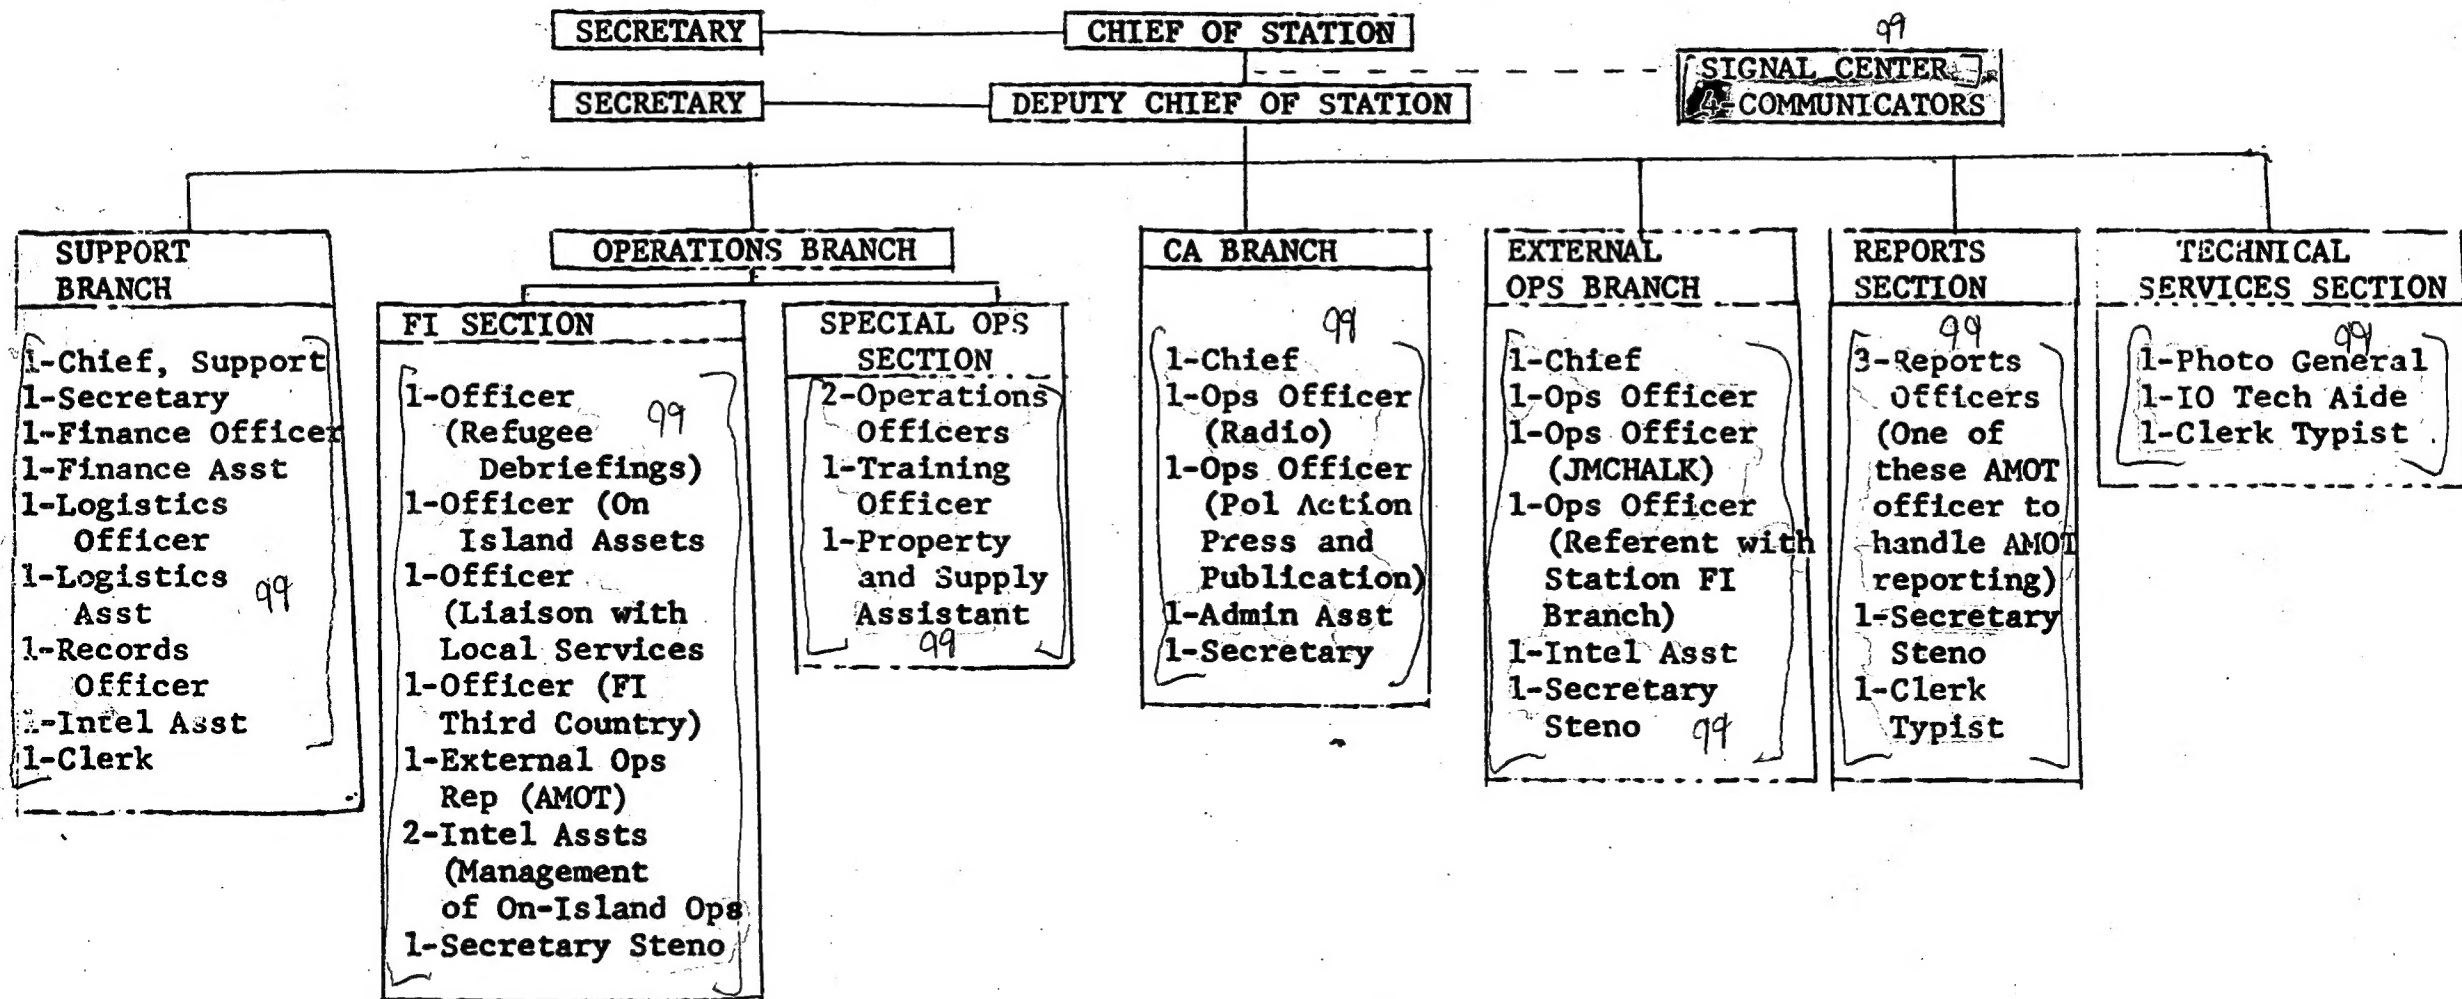 SECRETARY
CHIEF OF STATION
99
SIGNAL CENTER
4-COMMUNICATORS
SECRETARY
DEPUTY CHIEF OF STATION
SUPPORT
BRANCH
1-Chief, Support
1-Secretary
1-Finance Officer
1-Finance Asst
1-Logistics
Officer
1-Logistics
Asst
99
1-Records
Officer
1-Intel Asst
1-Clerk
OPERATIONS BRANCH
FI SECTION
1-Officer
(Refugee
Debriefings)
99
1-Officer (On
Island Assets
1-Officer
(Liaison with
Local Services
1-Officer (FI
Third Country)
1-External Ops
Rep (AMOT)
2-Intel Assts
(Management
of On-Island Ops
1-Secretary Steno
SPECIAL OPS
SECTION
2-Operations
Officers
1-Training
Officer
1-Property
and Supply
Assistant
99
CA BRANCH
99
1-Chief
1-Ops Officer
(Radio)
1-Ops Officer
(Pol Action
Press and
Publication)
1-Admin Asst
1-Secretary
EXTERNAL
OPS BRANCH
1-Chief
1-Ops Officer
1-Ops Officer
(JMCHALK)
1-Ops Officer
(Referent with
Station FI
Branch)
1-Intel Asst
1-Secretary
Steno
99
REPORTS
SECTION
99
3-Reports
Officers
(One of
these AMOT
officer to
handle AMOT
reporting)
1-Secretary
Steno
1-Clerk
Typist
TECHNICAL
SERVICES SECTION
99
1-Photo General
1-IO Tech Aide
1-Clerk Typist